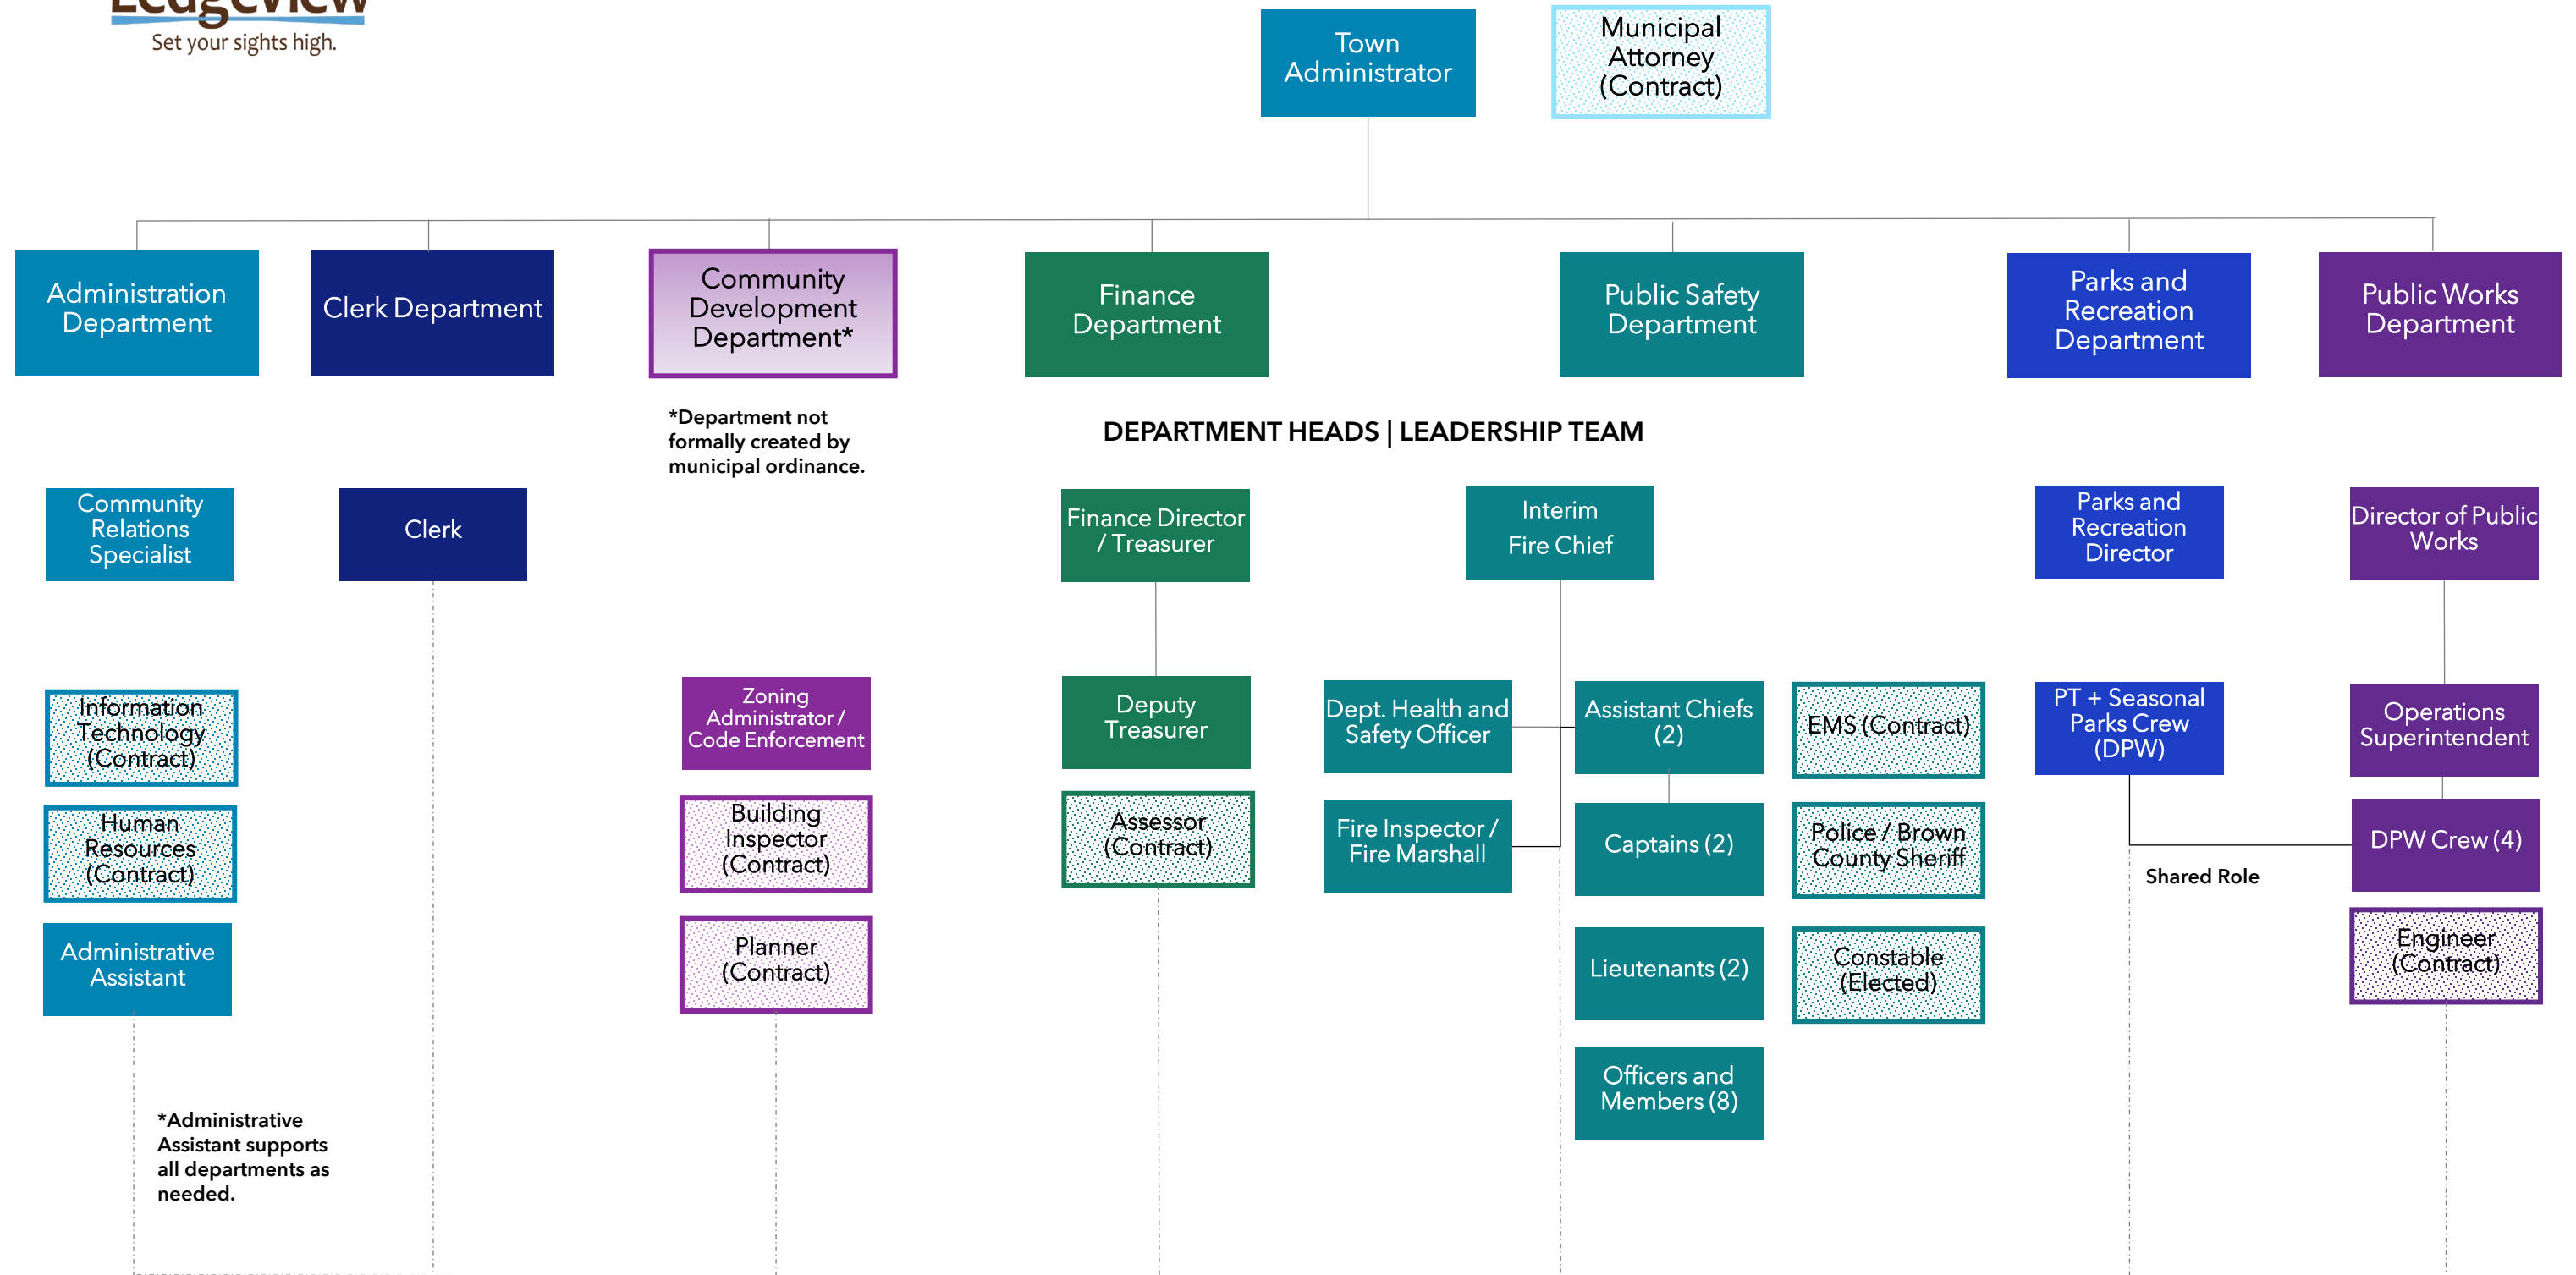 Ledgeview
Set your sights high.
Town
Administrator
Municipal
Attorney
(Contract)
Administration
Department
Clerk Department
Community
Development
Department*
Finance
Department
Public Safety
Department
Parks and
Recreation
Department
Public Works
Department
*Department not
formally created by
municipal ordinance.
DEPARTMENT HEADS | LEADERSHIP TEAM
Community
Relations
Specialist
Clerk
Finance Director
/ Treasurer
Interim
Fire Chief
Parks and
Recreation
Director
Director of Public
Works
Information
Technology
(Contract)
Zoning
Administrator /
Code Enforcement
Deputy
Treasurer
Dept. Health and
Safety Officer
Assistant Chiefs
(2)
EMS (Contract)
PT + Seasonal
Parks Crew
(DPW)
Operations
Superintendent
Human
Resources
(Contract)
Building
Inspector
(Contract)
Assessor
(Contract)
Fire Inspector /
Fire Marshall
Captains (2)
Police / Brown
County Sheriff
DPW Crew (4)
Shared Role
Administrative
Assistant
Planner
(Contract)
Lieutenants (2)
Constable
(Elected)
Engineer
(Contract)
Officers and
Members (8)
*Administrative
Assistant supports
all departments as
needed.